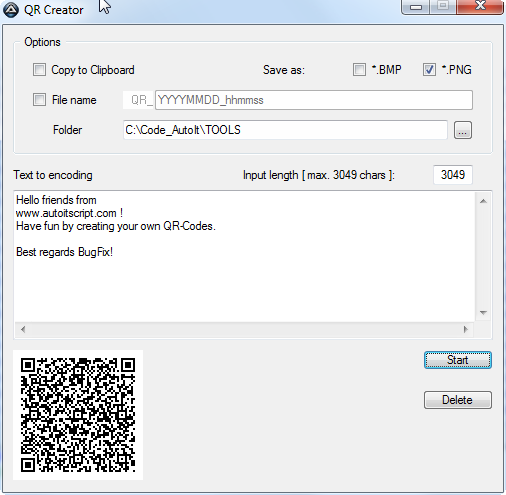 QR Creator
Options
Copy to Clipboard Save as: *.BMP *.PNG
File name QR_ YYYYMMDD_hhmmss
Folder C:\Code_AutoIt\TOOLS ...
Text to encoding Input length [ max. 3049 chars ]: 3049
Hello friends from
www.autoitscript.com !
Have fun by creating your own QR-Codes.
Best regards BugFix!
Start
Delete